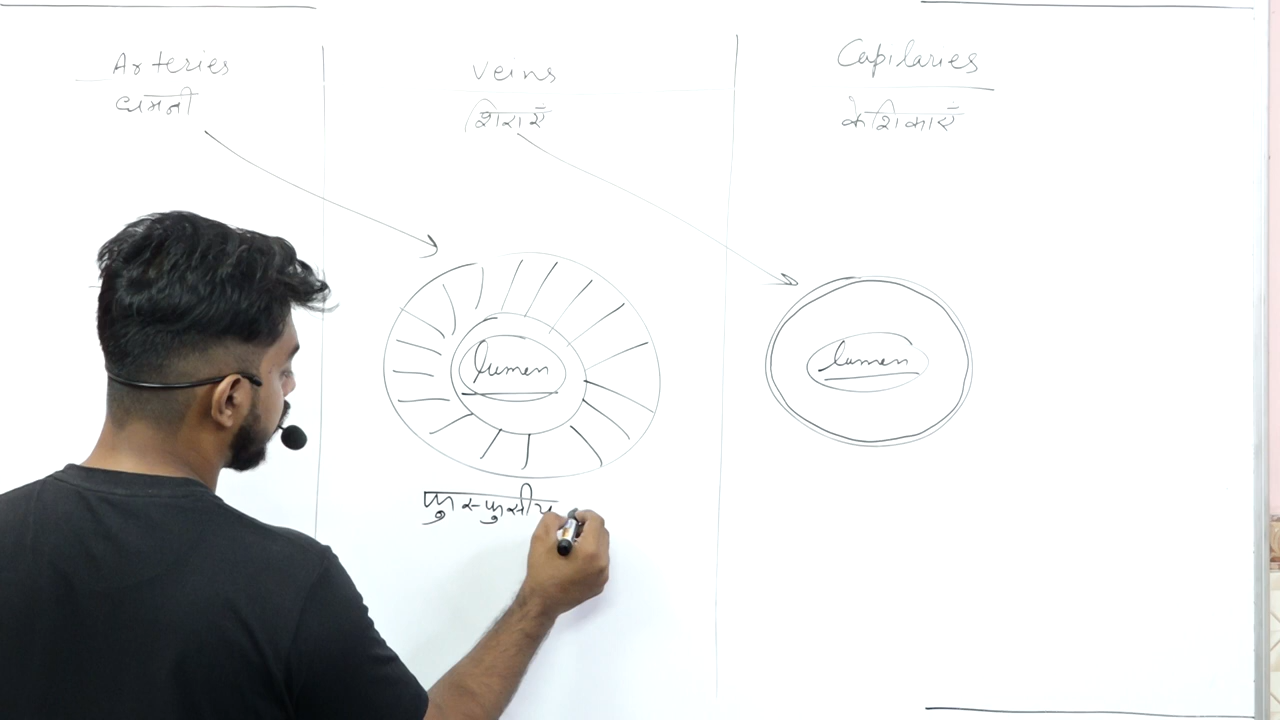 Arteries
धमनी
Veins
शिराएँ
Capilaries
केशिकाएँ
lumen
lumen
फुस्फुसीय